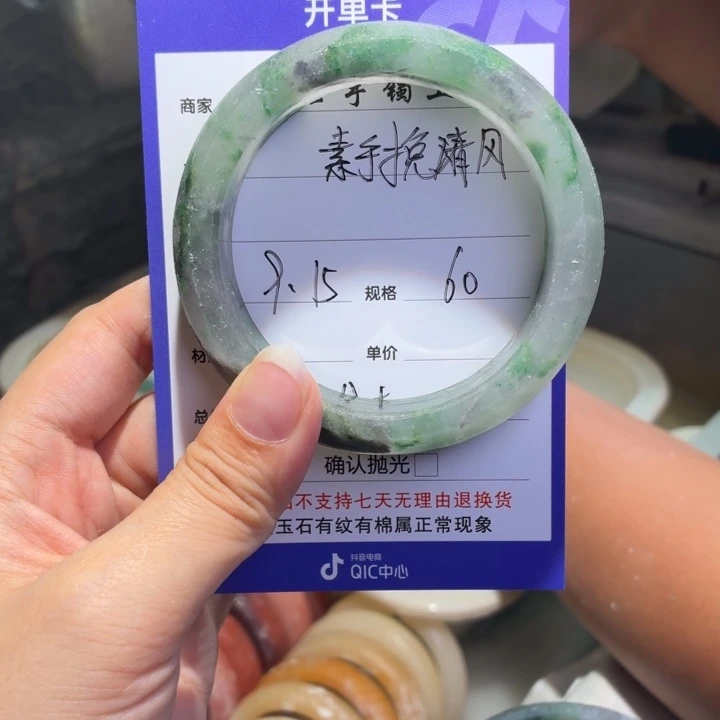 开单卡
商家 手镯工
素手挽清风
9.15 规格 60
单价
确认抛光
不支持七天无理由退换货
玉石有纹有棉属正常现象
抖音电商
QIC中心